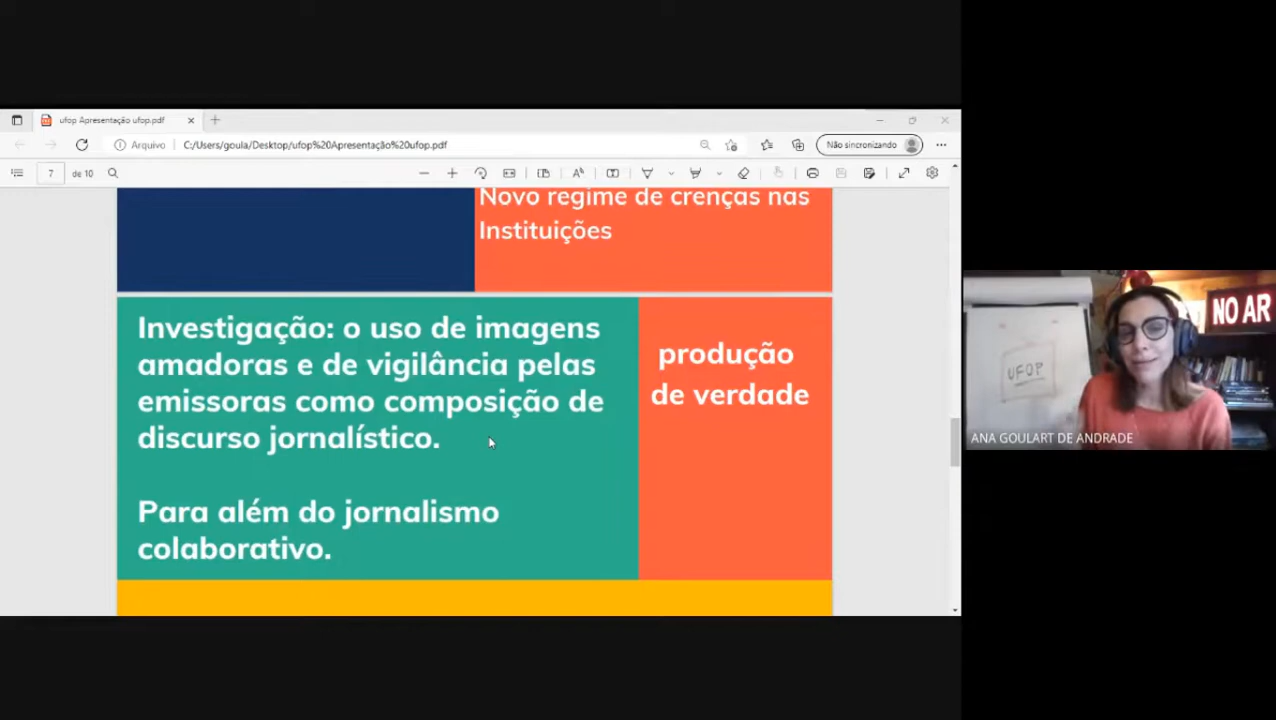 ufop Apresentação ufop.pdf
Arquivo
C:/Users/goula/Desktop/ufop%20Apresentação%20ufop.pdf
Não sincronizando
7 de 10
Novo regime de crenças nas
Instituições
Investigação: o uso de imagens
amadoras e de vigilância pelas
emissoras como composição de
discurso jornalístico.
Para além do jornalismo
colaborativo.
produção
de verdade
NO AR
UFOP
ANA GOULART DE ANDRADE